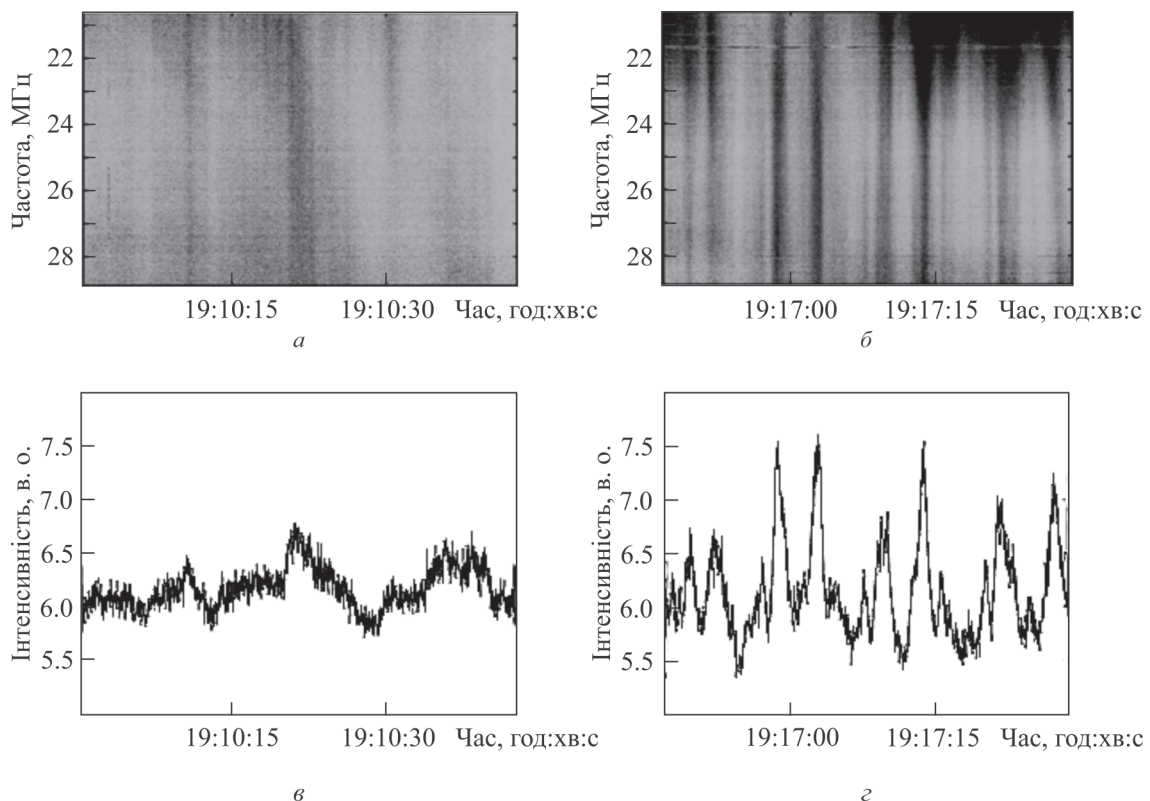 Частота, МГц
22
24
26
28
19:10:15 19:10:30 Час, год:хв:с
а
Частота, МГц
22
24
26
28
19:17:00 19:17:15 Час, год:хв:с
б
Інтенсивність, в. о.
7.5
7.0
6.5
6.0
5.5
19:10:15 19:10:30 Час, год:хв:с
в
Інтенсивність, в. о.
7.5
7.0
6.5
6.0
5.5
19:17:00 19:17:15 Час, год:хв:с
г